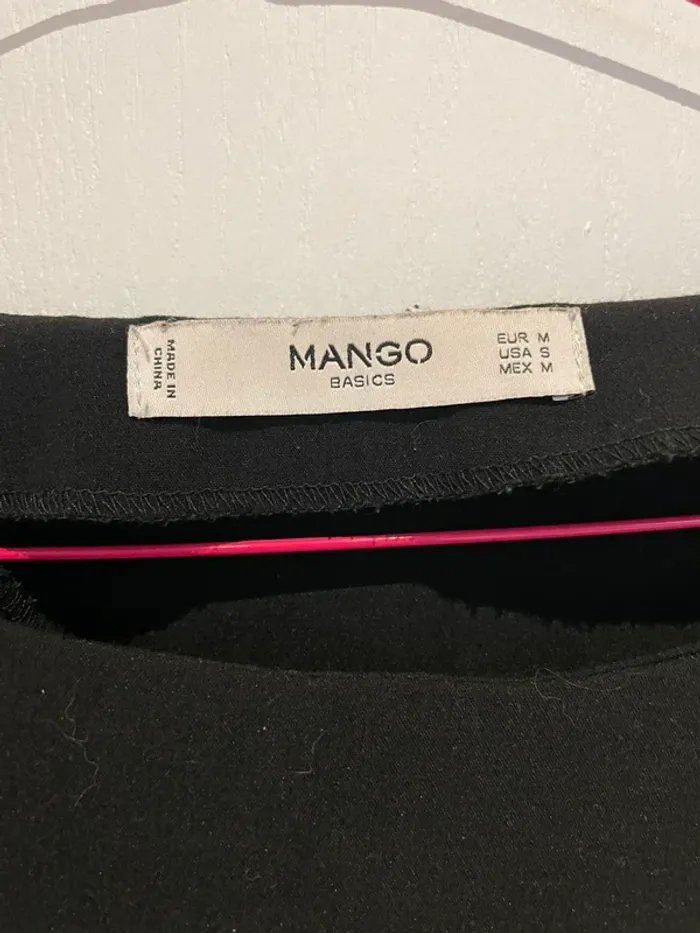 MADE IN
CHINA
MANGO
BASICS
EUR M
USA S
MEX M